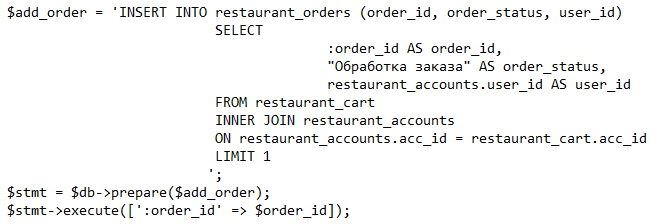 $add_order = 'INSERT INTO restaurant_orders (order_id, order_status, user_id)
SELECT
:order_id AS order_id,
"Обработка заказа" AS order_status,
restaurant_accounts.user_id AS user_id
FROM restaurant_cart
INNER JOIN restaurant_accounts
ON restaurant_accounts.acc_id = restaurant_cart.acc_id
LIMIT 1
';
$stmt = $db->prepare($add_order);
$stmt->execute([':order_id' => $order_id]);